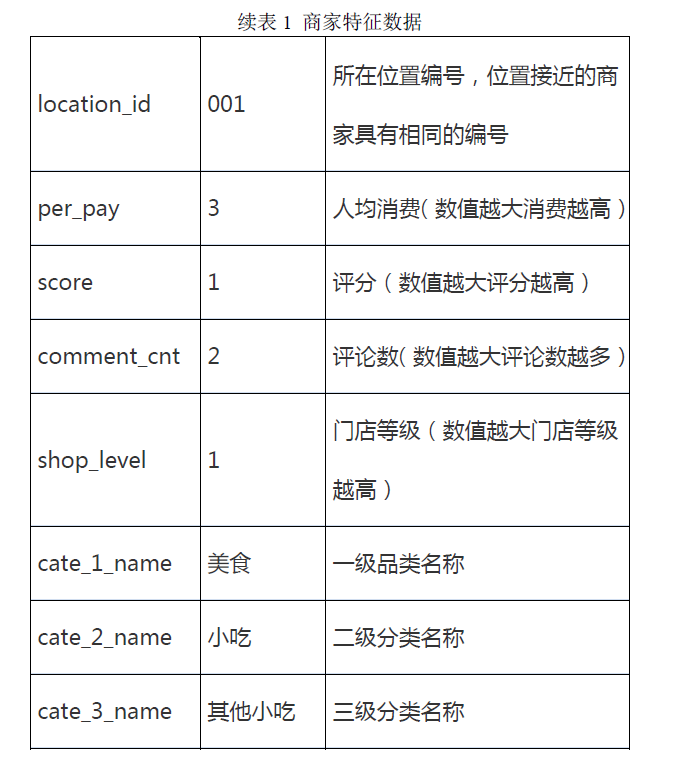 续表 1 商家特征数据
location_id 001 所在位置编号，位置接近的商
家具有相同的编号
per_pay 3 人均消费（数值越大消费越高）
score 1 评分（数值越大评分越高）
comment_cnt 2 评论数（数值越大评论数越多）
shop_level 1 门店等级（数值越大门店等级
越高）
cate_1_name 美食 一级品类名称
cate_2_name 小吃 二级分类名称
cate_3_name 其他小吃 三级分类名称